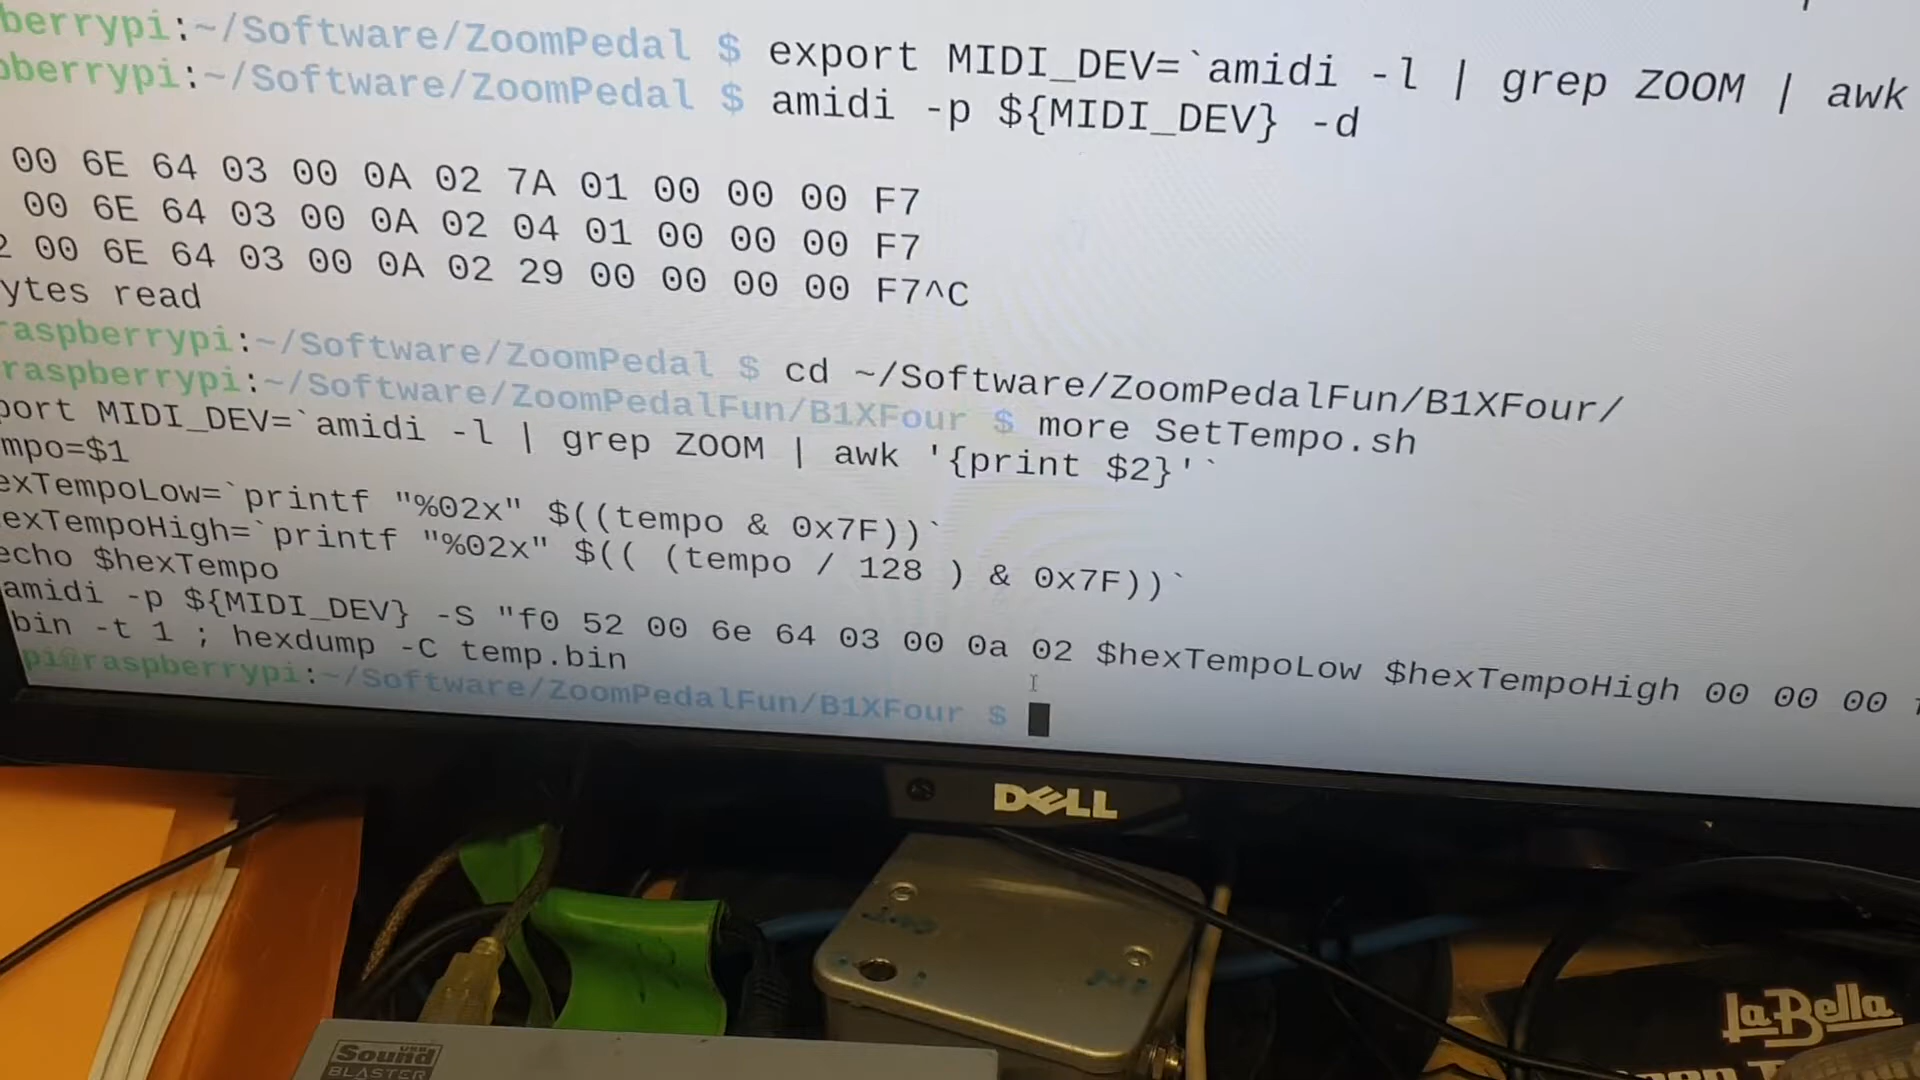 berrypi:~/Software/ZoomPedal $ export MIDI_DEV=`amidi -l | grep ZOOM | awk
berrypi:~/Software/ZoomPedal $ amidi -p ${MIDI_DEV} -d
00 6E 64 03 00 0A 02 7A 01 00 00 00 F7
00 6E 64 03 00 0A 02 04 01 00 00 00 F7
2 00 6E 64 03 00 0A 02 29 00 00 00 00 F7^C
ytes read
raspberrypi:~/Software/ZoomPedal $ cd ~/Software/ZoomPedalFun/B1XFour/
raspberrypi:~/Software/ZoomPedalFun/B1XFour $ more SetTempo.sh
port MIDI_DEV=`amidi -l | grep ZOOM | awk '{print $2}'`
mpo=$1
exTempoLow=`printf "%02x" $((tempo & 0x7F))`
exTempoHigh=`printf "%02x" $(( (tempo / 128 ) & 0x7F))`
echo $hexTempo
amidi -p ${MIDI_DEV} -S "f0 52 00 6e 64 03 00 0a 02 $hexTempoLow $hexTempoHigh 00 00 00
bin -t 1 ; hexdump -C temp.bin
pi@raspberrypi:~/Software/ZoomPedalFun/B1XFour $
DELL
OUT
La Bella
USB
Sound
BLASTER